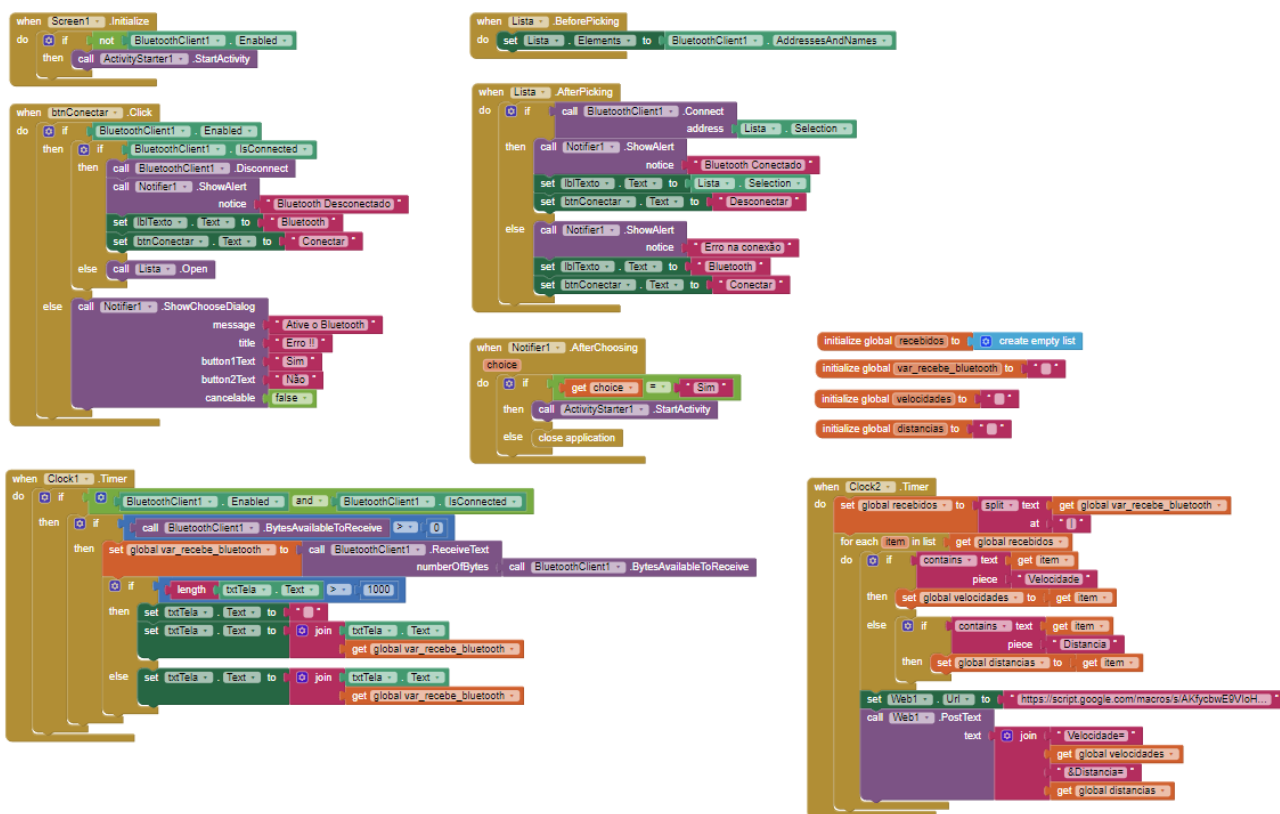 when Screen1 .Initialize
do if not BluetoothClient1 . Enabled
then call ActivityStarter1 .StartActivity
when btnConectar .Click
do if BluetoothClient1 . Enabled
then if BluetoothClient1 . IsConnected
then call BluetoothClient1 .Disconnect
call Notifier1 .ShowAlert
notice " Bluetooth Desconectado "
set lblTexto . Text to " Bluetooth "
set btnConectar . Text to " Conectar "
else call Lista .Open
else call Notifier1 .ShowChooseDialog
message " Ative o Bluetooth "
title " Erro !! "
button1Text " Sim "
button2Text " Não "
cancelable false
when Lista .BeforePicking
do set Lista . Elements to BluetoothClient1 . AddressesAndNames
when Lista .AfterPicking
do if call BluetoothClient1 .Connect
address Lista . Selection
then call Notifier1 .ShowAlert
notice " Bluetooth Conectado "
set lblTexto . Text to Lista . Selection
set btnConectar . Text to " Desconectar "
else call Notifier1 .ShowAlert
notice " Erro na conexão "
set lblTexto . Text to " Bluetooth "
set btnConectar . Text to " Conectar "
when Notifier1 .AfterChoosing
choice
do if get choice = " Sim "
then call ActivityStarter1 .StartActivity
else close application
initialize global recebidos to create empty list
initialize global var_recebe_bluetooth to " "
initialize global velocidades to " "
initialize global distancias to " "
when Clock1 .Timer
do if BluetoothClient1 . Enabled and BluetoothClient1 . IsConnected
then if call BluetoothClient1 .BytesAvailableToReceive > 0
then set global var_recebe_bluetooth to call BluetoothClient1 .ReceiveText
numberOfBytes call BluetoothClient1 .BytesAvailableToReceive
if length txtTela . Text > 1000
then set txtTela . Text to " "
set txtTela . Text to join txtTela . Text
get global var_recebe_bluetooth
else set txtTela . Text to join txtTela . Text
get global var_recebe_bluetooth
when Clock2 .Timer
do set global recebidos to split text get global var_recebe_bluetooth
at " | "
for each item in list get global recebidos
do if contains text get item
piece " Velocidade "
then set global velocidades to get item
else if contains text get item
piece " Distancia "
then set global distancias to get item
set Web1 . Url to " https://script.google.com/macros/s/AKfycbwE9VloH... "
call Web1 .PostText
text join " Velocidade= "
get global velocidades
" &Distancia= "
get global distancias